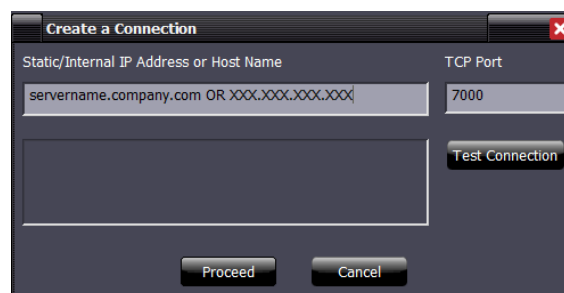 Create a Connection
Static/Internal IP Address or Host Name
TCP Port
servername.company.com OR XXX.XXX.XXX.XXX
7000
Test Connection
Proceed
Cancel